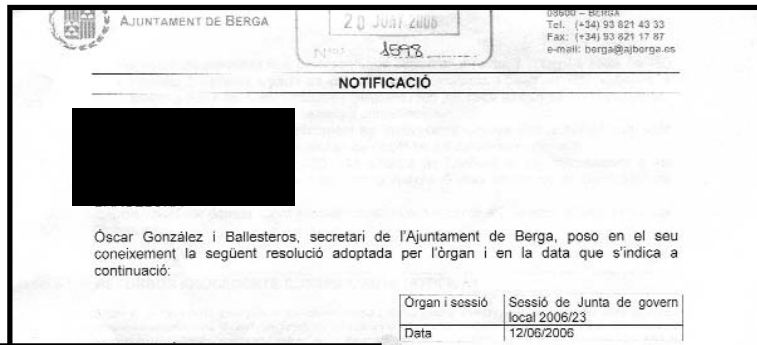 AJUNTAMENT DE BERGA
20 JUNY 2006
1598
08600 – BERGA
Tel. (+34) 93 821 43 33
Fax: (+34) 93 821 17 87
e-mail: berga@ajberga.es
NOTIFICACIÓ
Óscar González i Ballesteros, secretari de l'Ajuntament de Berga, poso en el seu
coneixement la següent resolució adoptada per l'òrgan i en la data que s'indica a
continuació:
Òrgan i sessió Sessió de Junta de govern
local 2006/23
Data 12/06/2006